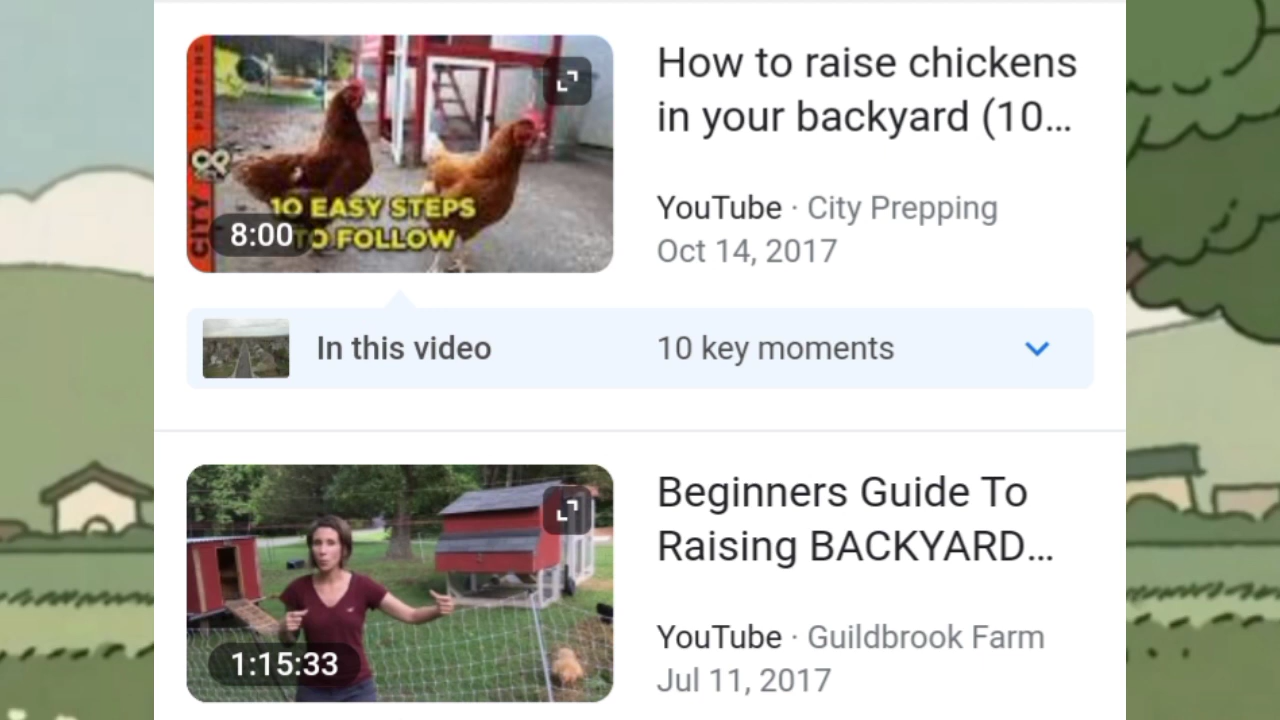 CITY PREPPING
10 EASY STEPS
TO FOLLOW
8:00
How to raise chickens
in your backyard (10...
YouTube · City Prepping
Oct 14, 2017
In this video
10 key moments
1:15:33
Beginners Guide To
Raising BACKYARD...
YouTube · Guildbrook Farm
Jul 11, 2017